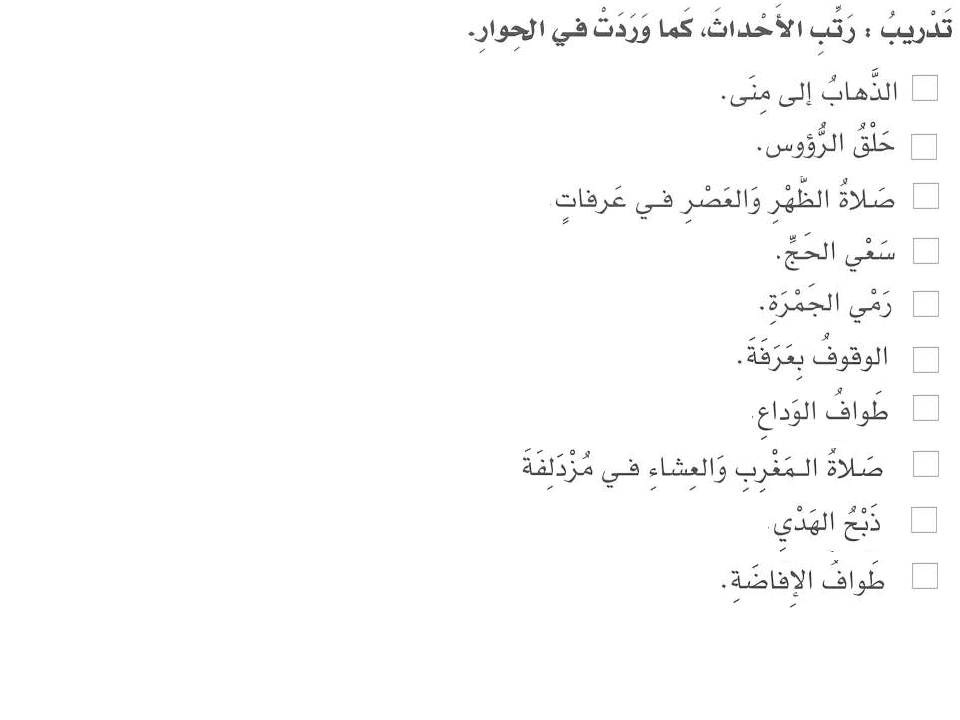 تَدْريبُ : رَتِّبِ الأَحْداثَ، كَما وَرَدَتْ في الحِوارِ.
الذَّهابُ إلى مِنَى.
حَلْقُ الرُّؤوس.
صَلاةُ الظُّهْرِ وَالعَصْرِ في عَرفاتٍ
سَعْي الحَجِّ.
رَمْي الجَمْرَةِ.
الوقوفُ بِعَرَفَةَ.
طَوافُ الوَداعِ
صَلاةُ المَغْرِبِ وَالعِشاءِ في مُزْدَلِفَةَ
ذَبْحُ الهَدْيِ
طَوافُ الإِفاضَةِ.